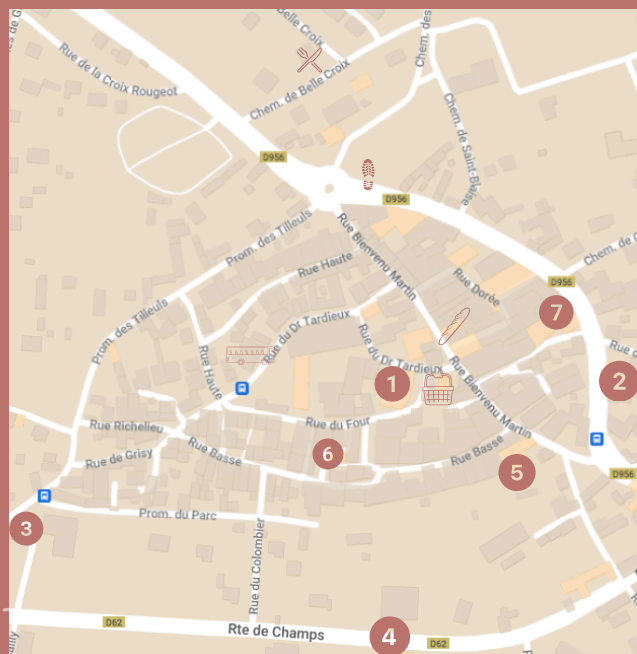 Belle Croix
Rue de la Croix Rougeot
Chem. de Belle Croix
Chem. des
Chem. de Saint-Blaise
D956
D956
Prom. des Tilleuls
Rue Bienvenu Martin
Rue Haute
Rue Dorée
Chem. de
D956
7
Prom. des Tilleuls
Rue du Dr Tardieux
Rue du Dr Tardieux
Rue Haute
1
2
Rue Bienvenu Martin
Rue Richelieu
Rue du Four
Rue de Grisy
Rue Basse
6
Rue Basse
5
D956
3
Prom. du Parc
Rue du Colombier
D62
Rte de Champs
4
D62